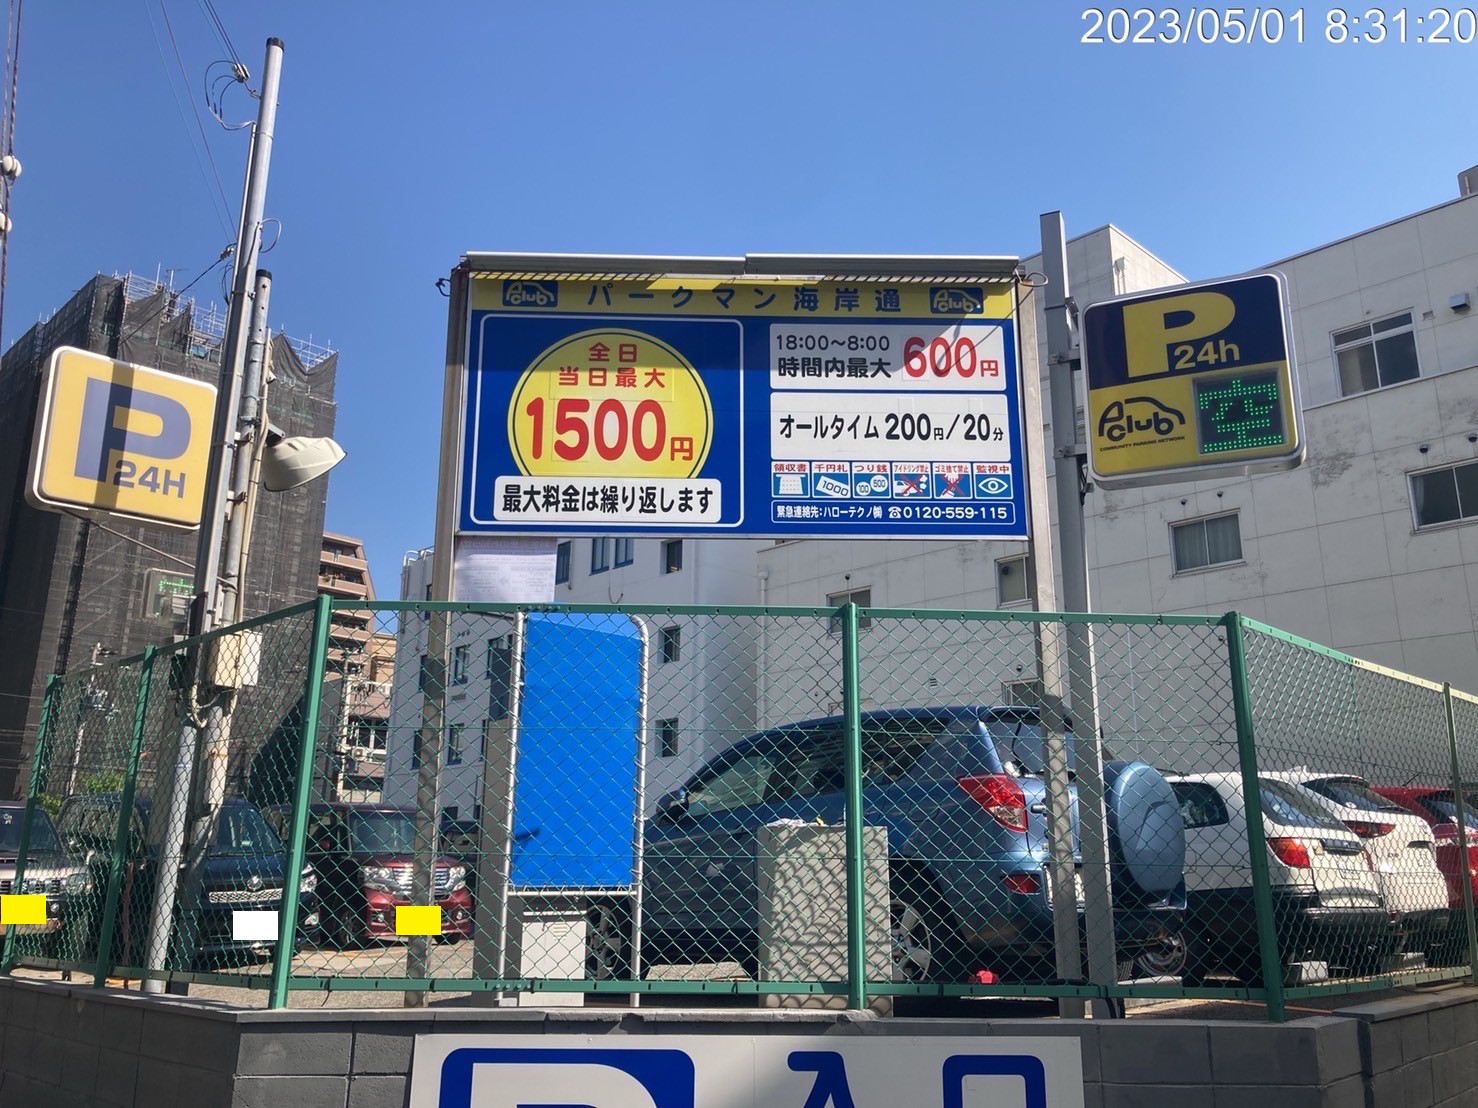 2023/05/01 8:31:20
Pclub パークマン海岸通 Pclub
全日
当日最大
1500円
最大料金は繰り返します
18:00～8:00
時間内最大 600円
オールタイム 200円/20分
領収書 千円札 つり銭 アイドリング禁止 ゴミ捨て禁止 監視中
1000 100 500
緊急連絡先:ハローテクノ㈱ ☎0120-559-115
P
24H
P
24h
Pclub
COMMUNITY PARKING NETWORK
空